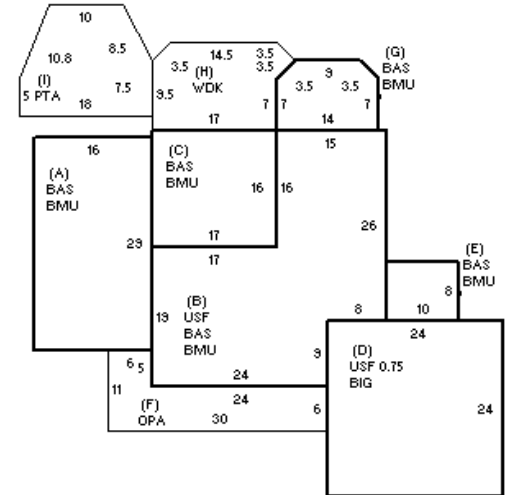 10
10.8
8.5
(I)
5 PTA
7.5
18
14.5
3.5
3.5
3.5
(H)
WDK
9.5
7
17
9
3.5
3.5
7
7
14
(G)
BAS
BMU
16
(A)
BAS
BMU
29
(C)
BAS
BMU
16
17
15
16
26
17
(B)
USF
BAS
BMU
19
8
9
24
(E)
BAS
BMU
8
10
24
(D)
USF 0.75
BIG
24
6
5
11
(F)
OPA
24
30
6